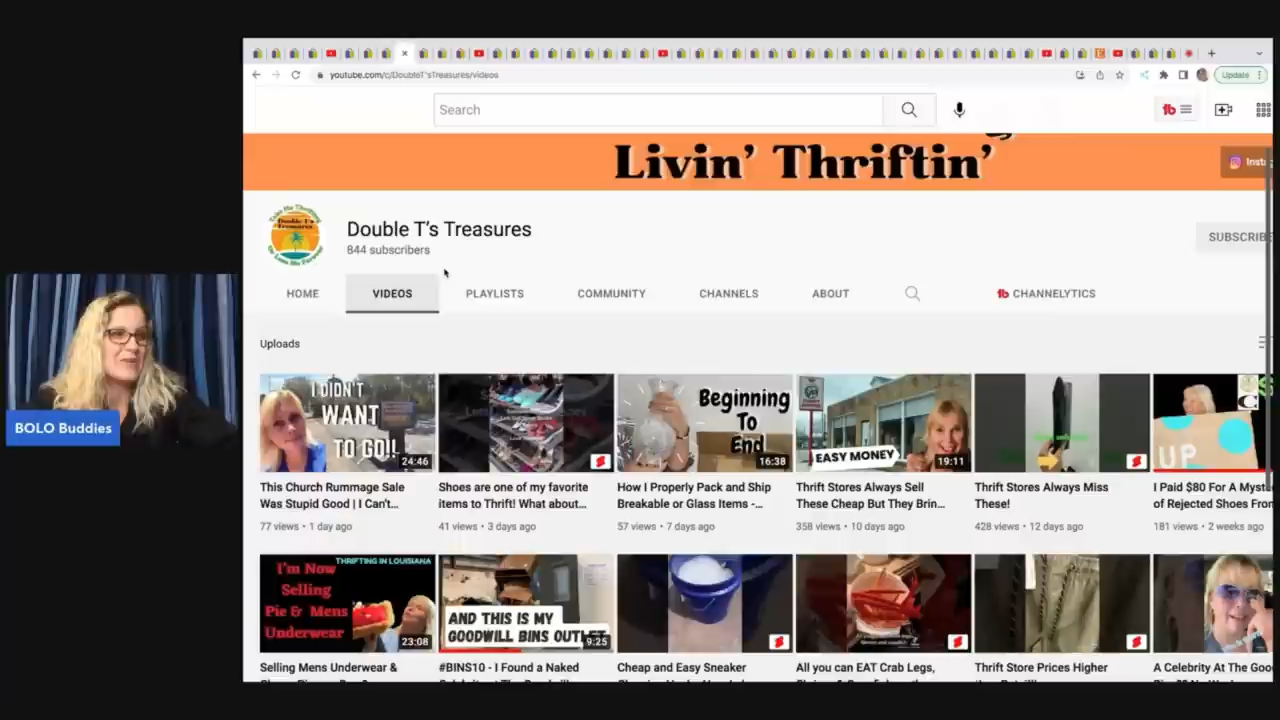 youtube.com/c/DoubleT'sTreasures/videos
Update
Search
Livin' Thriftin'
Double T's Treasures
844 subscribers
SUBSCRIBE
HOME
VIDEOS
PLAYLISTS
COMMUNITY
CHANNELS
ABOUT
CHANNELYTICS
Uploads
I DIDN'T
WANT
TO GO!!
24:46
Beginning
To
End
16:38
EASY MONEY
19:11
UP
This Church Rummage Sale
Was Stupid Good | I Can't...
77 views • 1 day ago
Shoes are one of my favorite
items to Thrift! What about...
41 views • 3 days ago
How I Properly Pack and Ship
Breakable or Glass Items -...
57 views • 7 days ago
Thrift Stores Always Sell
These Cheap But They Brin...
358 views • 10 days ago
Thrift Stores Always Miss
These!
428 views • 12 days ago
I Paid $80 For A Myst
of Rejected Shoes From
181 views • 2 weeks ago
BOLO Buddies
THRIFTING IN LOUISIANA
I'm Now
Selling
Pie & Mens
Underwear
23:08
AND THIS IS MY
GOODWILL BINS OUTLET
9:25
Selling Mens Underwear &
#BINS10 - I Found a Naked
Cheap and Easy Sneaker
All you can EAT Crab Legs,
Thrift Store Prices Higher
A Celebrity At The Goo